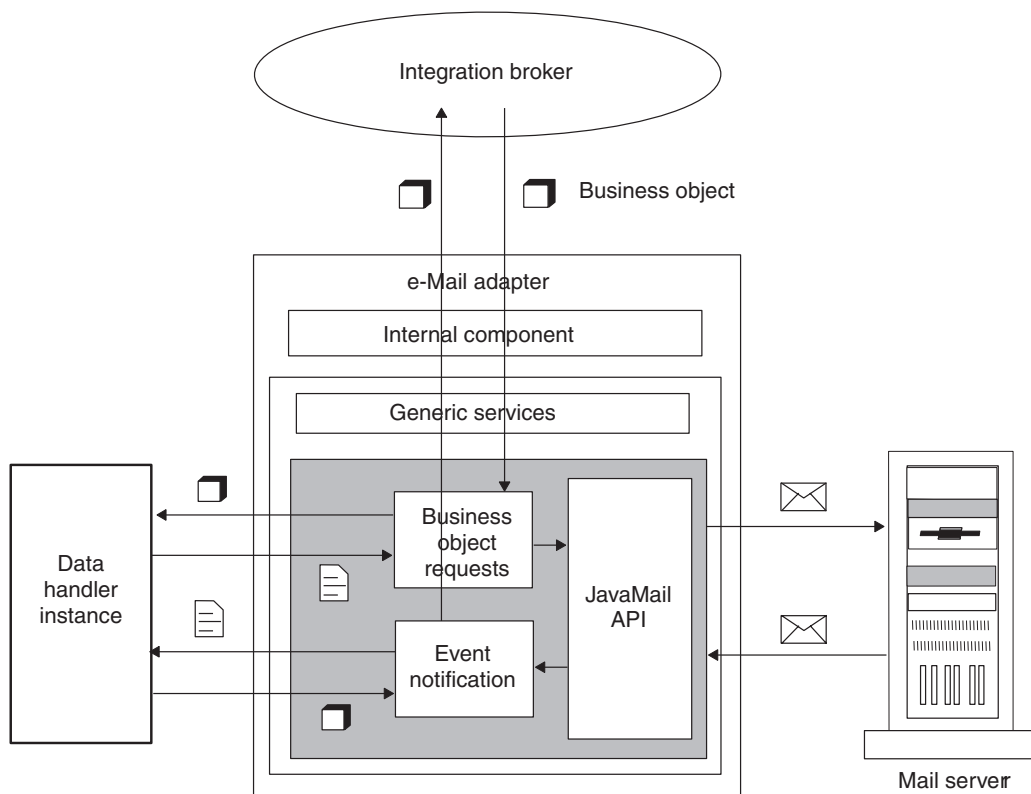 Integration broker
Business object
e-Mail adapter
Internal component
Generic services
Business
object
requests
JavaMail
API
Data
handler
instance
Event
notification
Mail server